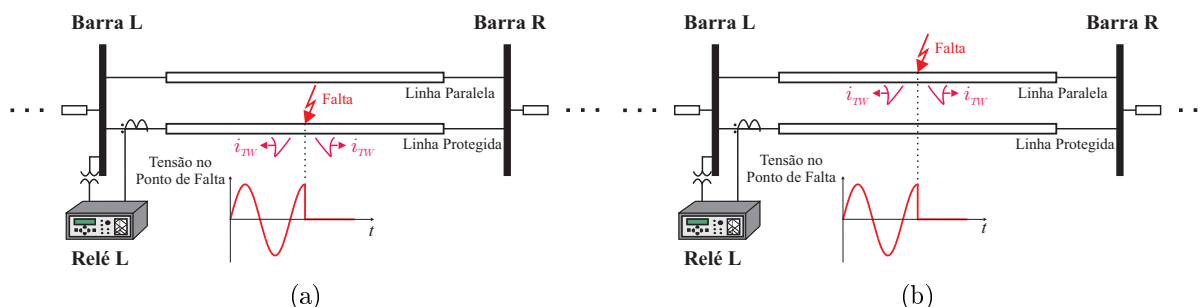 Barra L
Barra R
Falta
Linha Paralela
i_TW
i_TW
Linha Protegida
Tensão no
Ponto de Falta
t
Relé L
(a)
Barra L
Barra R
Falta
i_TW
i_TW
Linha Paralela
Linha Protegida
Tensão no
Ponto de Falta
t
Relé L
(b)